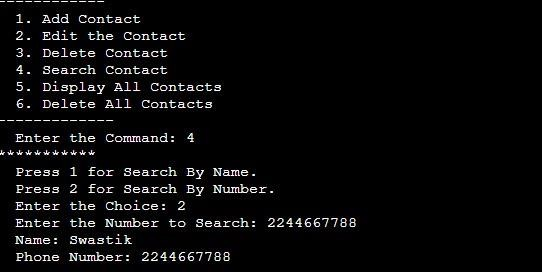 ------------
1. Add Contact
2. Edit the Contact
3. Delete Contact
4. Search Contact
5. Display All Contacts
6. Delete All Contacts
-------------
Enter the Command: 4
***********
Press 1 for Search By Name.
Press 2 for Search By Number.
Enter the Choice: 2
Enter the Number to Search: 2244667788
Name: Swastik
Phone Number: 2244667788